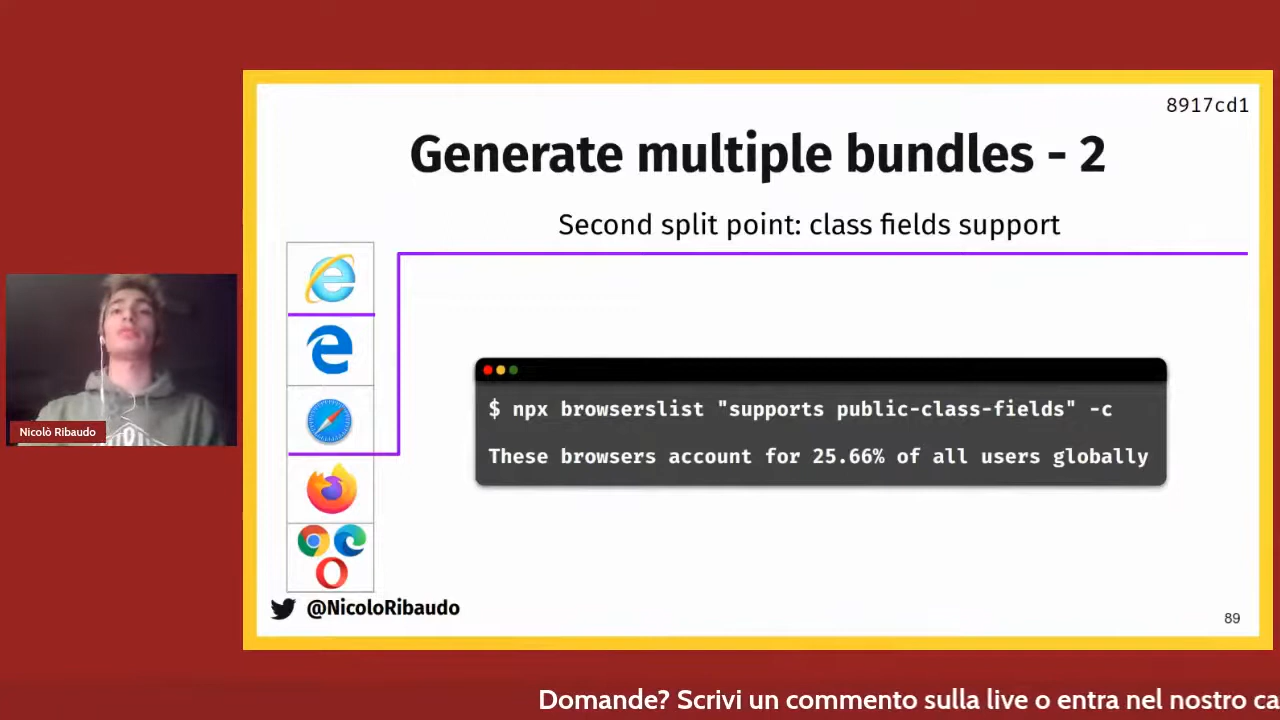 8917cd1
Generate multiple bundles - 2
Second split point: class fields support
$ npx browserslist "supports public-class-fields" -c
These browsers account for 25.66% of all users globally
Nicolò Ribaudo
@NicoloRibaudo
89
Domande? Scrivi un commento sulla live o entra nel nostro ca